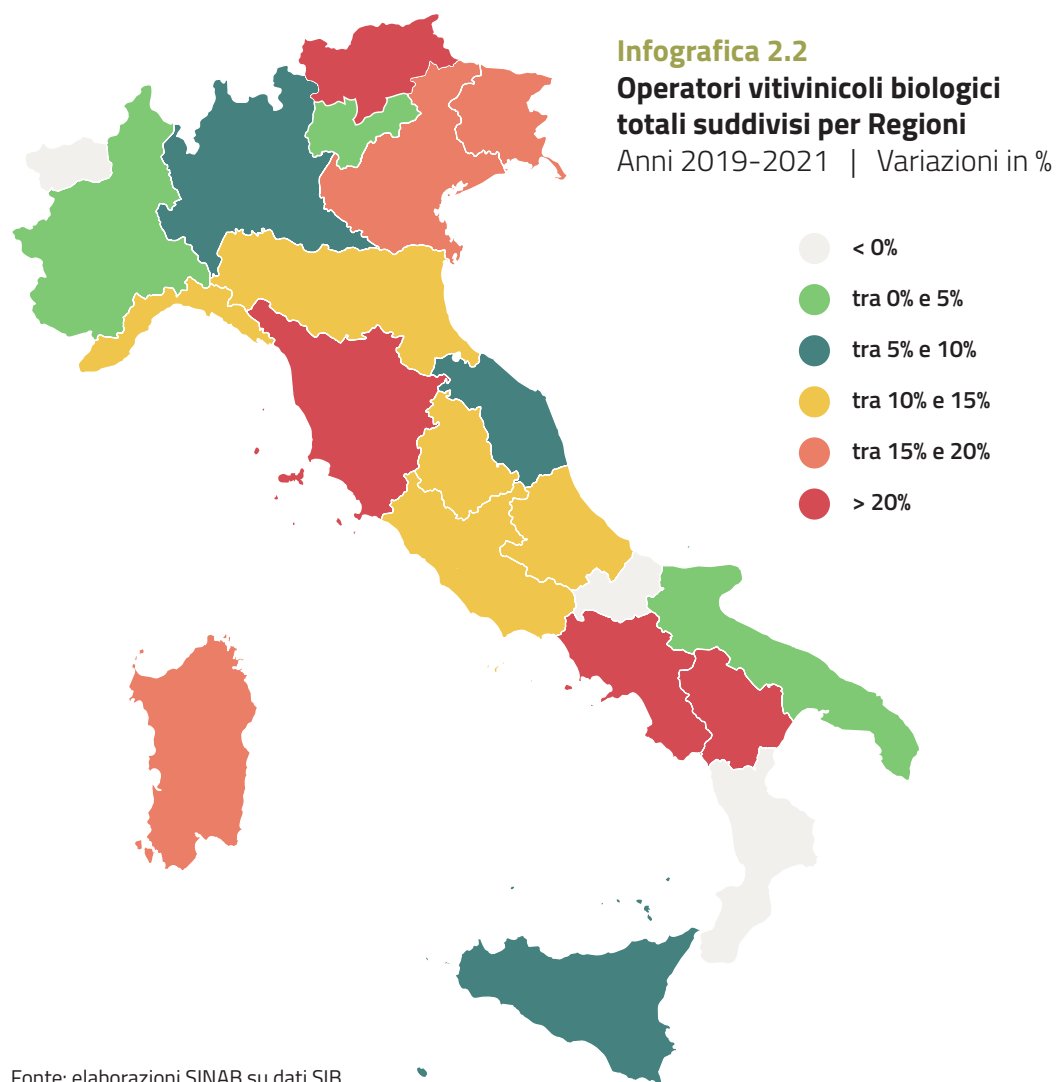 Infografica 2.2
Operatori vitivinicoli biologici
totali suddivisi per Regioni
Anni 2019-2021 | Variazioni in %
< 0%
tra 0% e 5%
tra 5% e 10%
tra 10% e 15%
tra 15% e 20%
> 20%
Fonte: elaborazioni SINAB su dati SIB